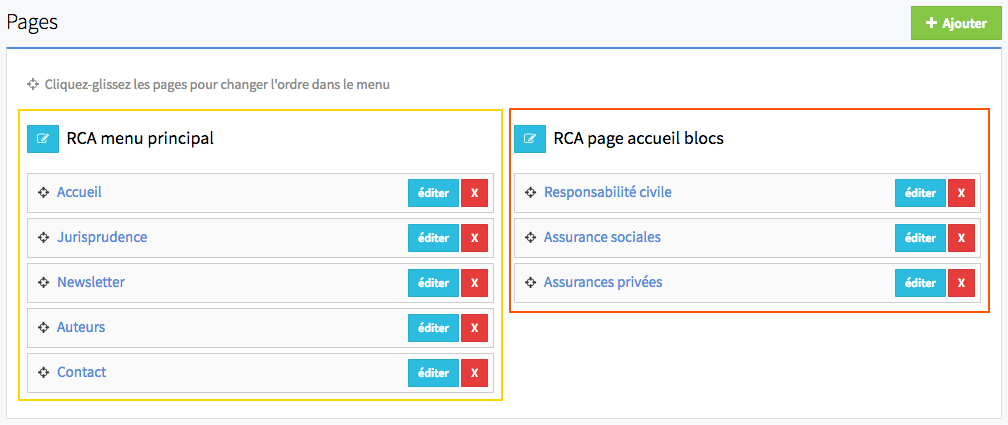 Pages
+ Ajouter
Cliquez-glissez les pages pour changer l'ordre dans le menu
RCA menu principal
Accueil éditer X
Jurisprudence éditer X
Newsletter éditer X
Auteurs éditer X
Contact éditer X
RCA page accueil blocs
Responsabilité civile éditer X
Assurance sociales éditer X
Assurances privées éditer X